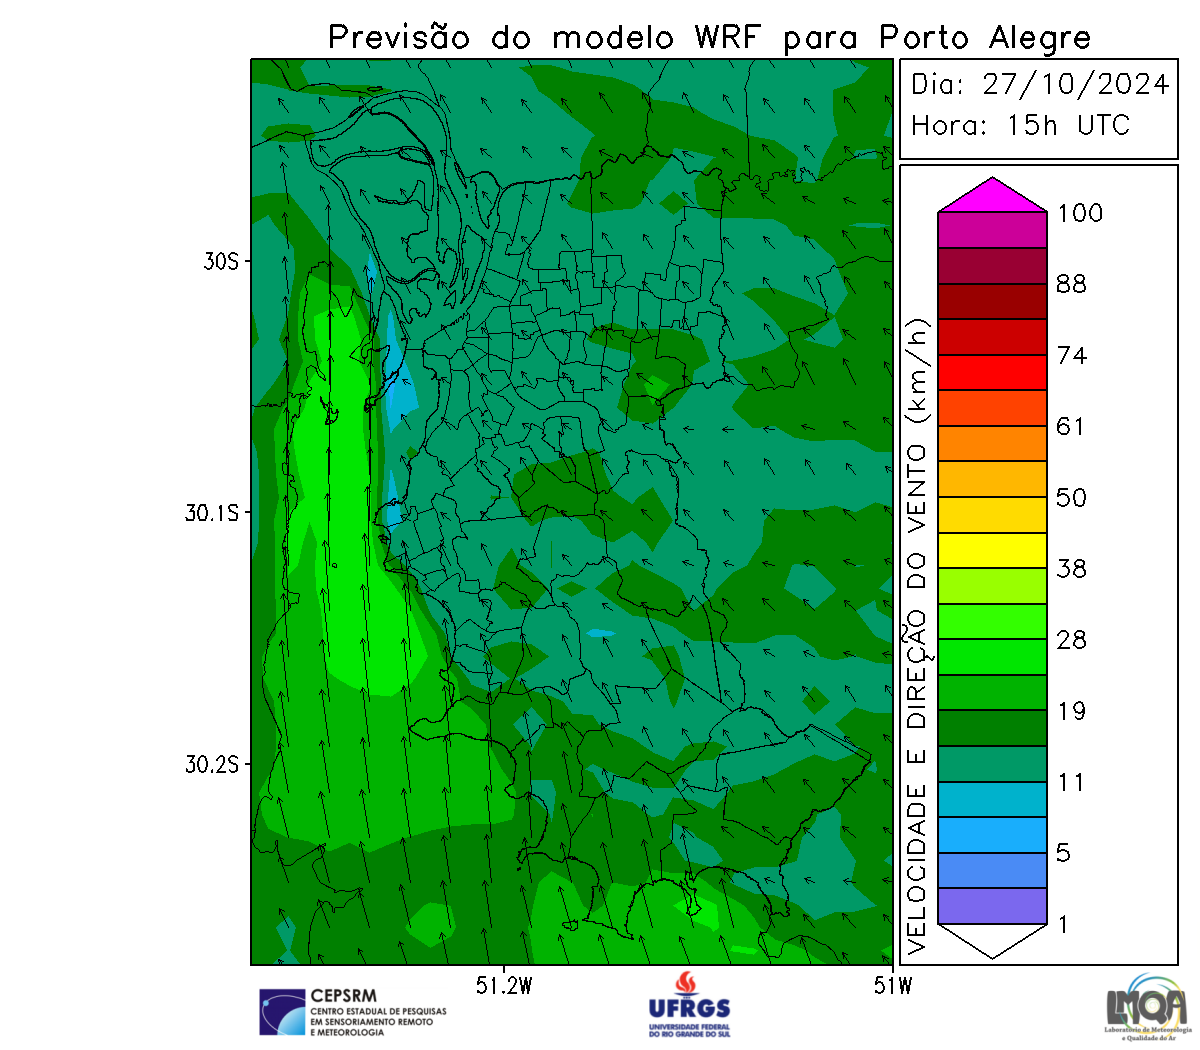 Previsão do modelo WRF para Porto Alegre
Dia: 27/10/2024
Hora: 15h UTC
30S
30.1S
30.2S
51.2W
51W
VELOCIDADE E DIREÇÃO DO VENTO (km/h)
100
88
74
61
50
38
28
19
11
5
1
CEPSRM
CENTRO ESTADUAL DE PESQUISAS
EM SENSORIAMENTO REMOTO
E METEOROLOGIA
UFRGS
UNIVERSIDADE FEDERAL
DO RIO GRANDE DO SUL
LMQA
Laboratório de Meteorologia
e Qualidade do Ar